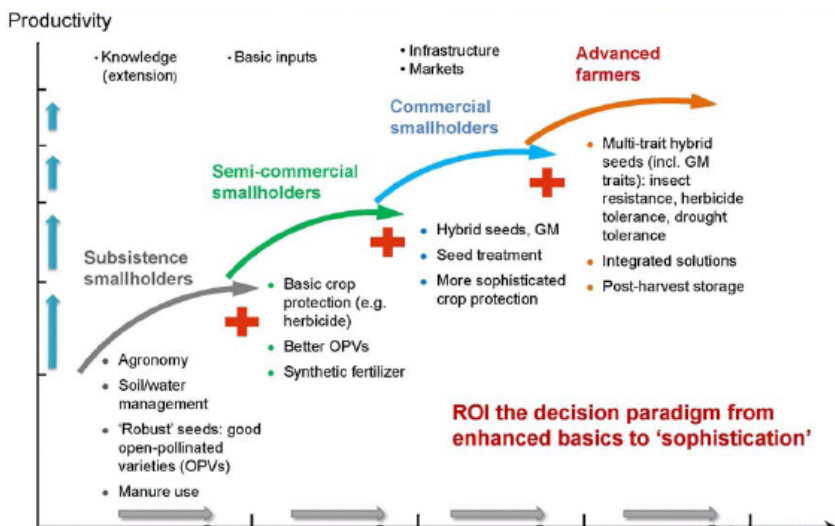 Productivity
• Knowledge
(extension)
• Basic inputs
• Infrastructure
• Markets
Advanced
farmers
Commercial
smallholders
Semi-commercial
smallholders
Subsistence
smallholders
• Agronomy
• Soil/water
management
• 'Robust' seeds: good
open-pollinated
varieties (OPVs)
• Manure use
• Basic crop
protection (e.g.
herbicide)
• Better OPVs
• Synthetic fertilizer
• Hybrid seeds, GM
• Seed treatment
• More sophisticated
crop protection
• Multi-trait hybrid
seeds (incl. GM
traits): insect
resistance, herbicide
tolerance, drought
tolerance
• Integrated solutions
• Post-harvest storage
ROI the decision paradigm from
enhanced basics to 'sophistication'